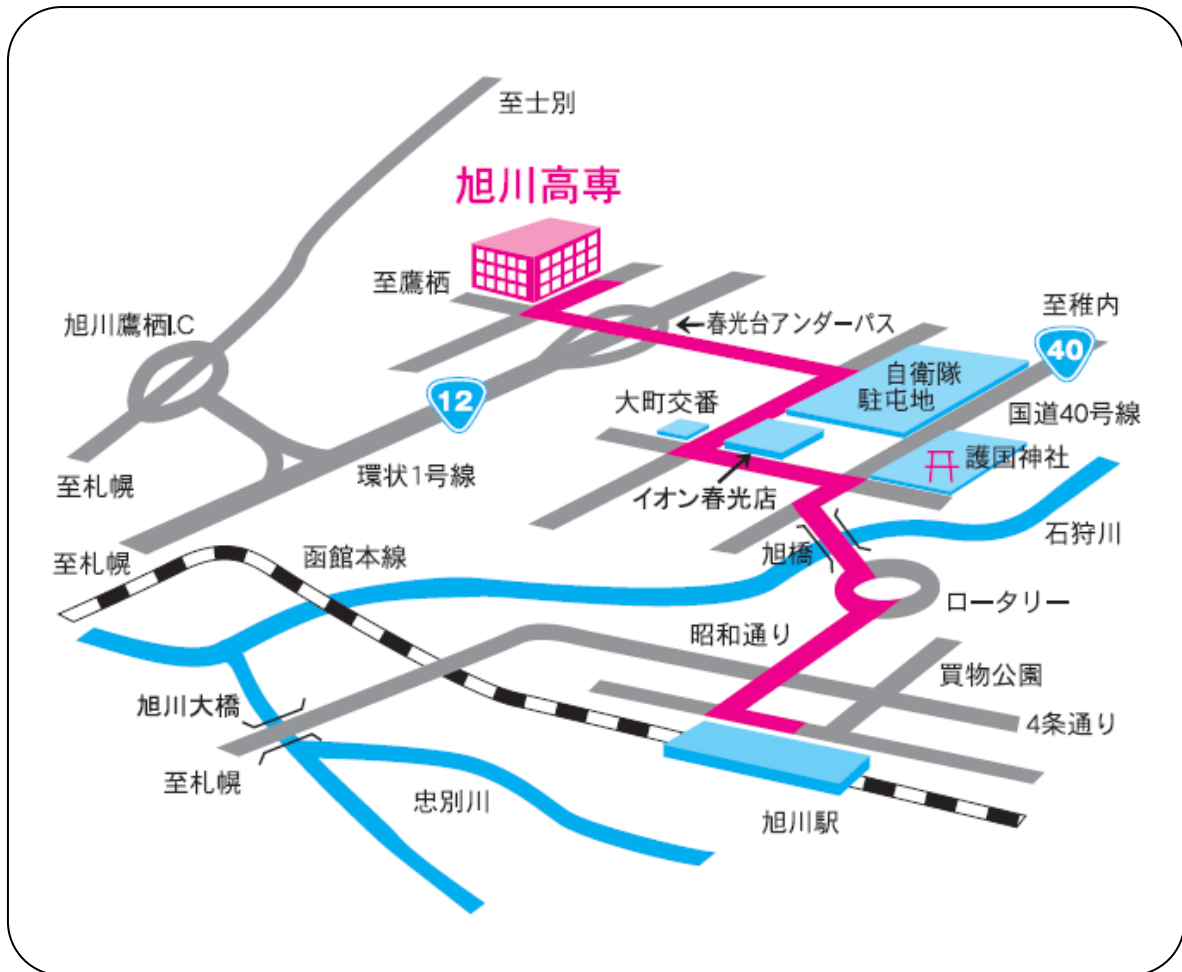 至士別
旭川高専
至鷹栖
旭川鷹栖I.C
←春光台アンダーパス
至稚内
40
自衛隊
駐屯地
12
大町交番
国道40号線
護国神社
至札幌
環状1号線
イオン春光店
石狩川
旭橋
至札幌
函館本線
ロータリー
昭和通り
買物公園
旭川大橋
4条通り
至札幌
忠別川
旭川駅